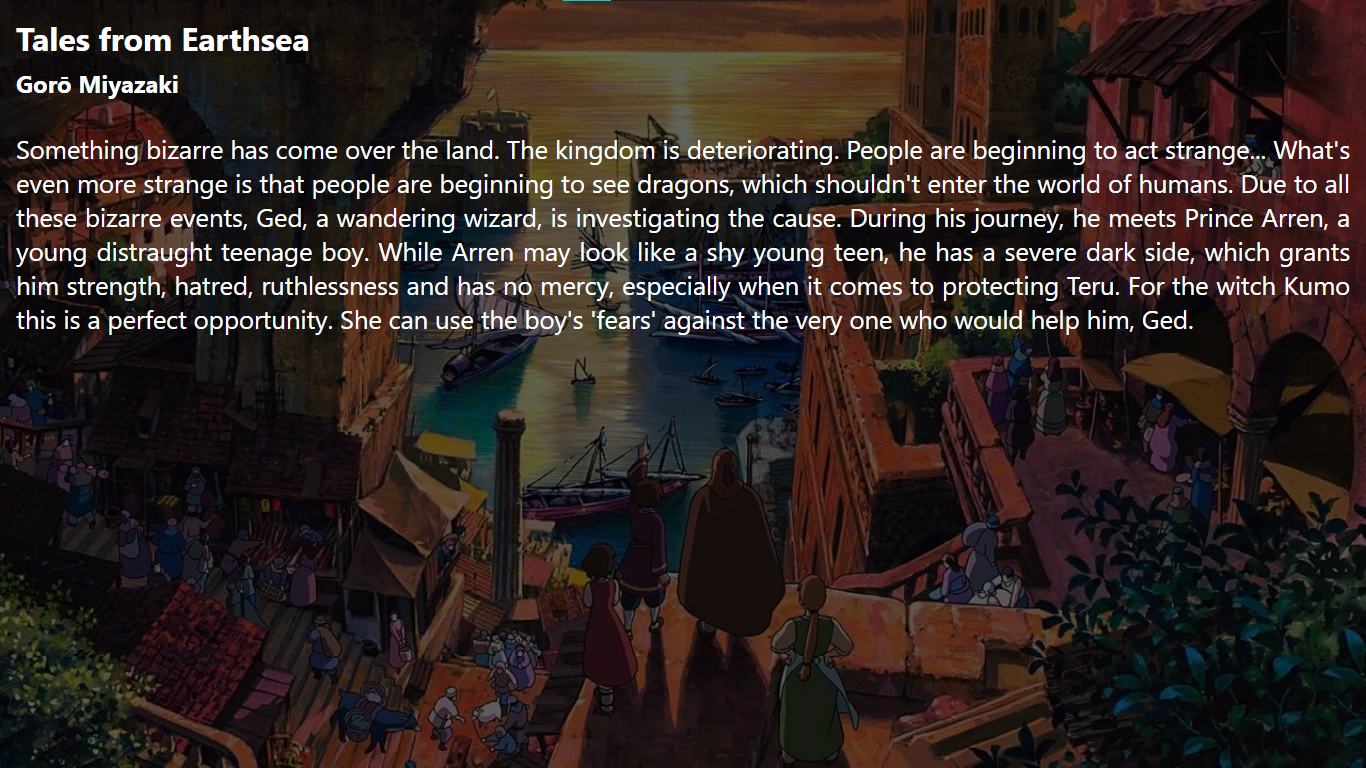 Tales from Earthsea
Gorō Miyazaki
Something bizarre has come over the land. The kingdom is deteriorating. People are beginning to act strange... What's
even more strange is that people are beginning to see dragons, which shouldn't enter the world of humans. Due to all
these bizarre events, Ged, a wandering wizard, is investigating the cause. During his journey, he meets Prince Arren, a
young distraught teenage boy. While Arren may look like a shy young teen, he has a severe dark side, which grants
him strength, hatred, ruthlessness and has no mercy, especially when it comes to protecting Teru. For the witch Kumo
this is a perfect opportunity. She can use the boy's 'fears' against the very one who would help him, Ged.